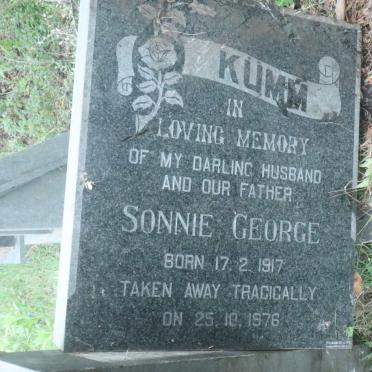 KUMM
IN
LOVING MEMORY
OF MY DARLING HUSBAND
AND OUR FATHER
SONNIE GEORGE
BORN 17. 2. 1917
TAKEN AWAY TRAGICALLY
ON 25. 10. 1976